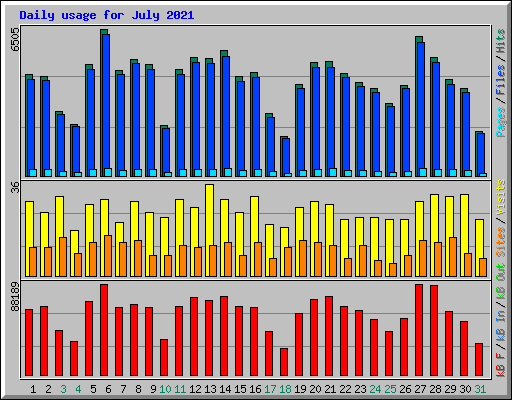 Daily usage for July 2021
6505
Pages / Files / Hits
36
Sites / Visits
88189
kB F / kB In / kB Out
1 2 3 4 5 6 7 8 9 10 11 12 13 14 15 16 17 18 19 20 21 22 23 24 25 26 27 28 29 30 31